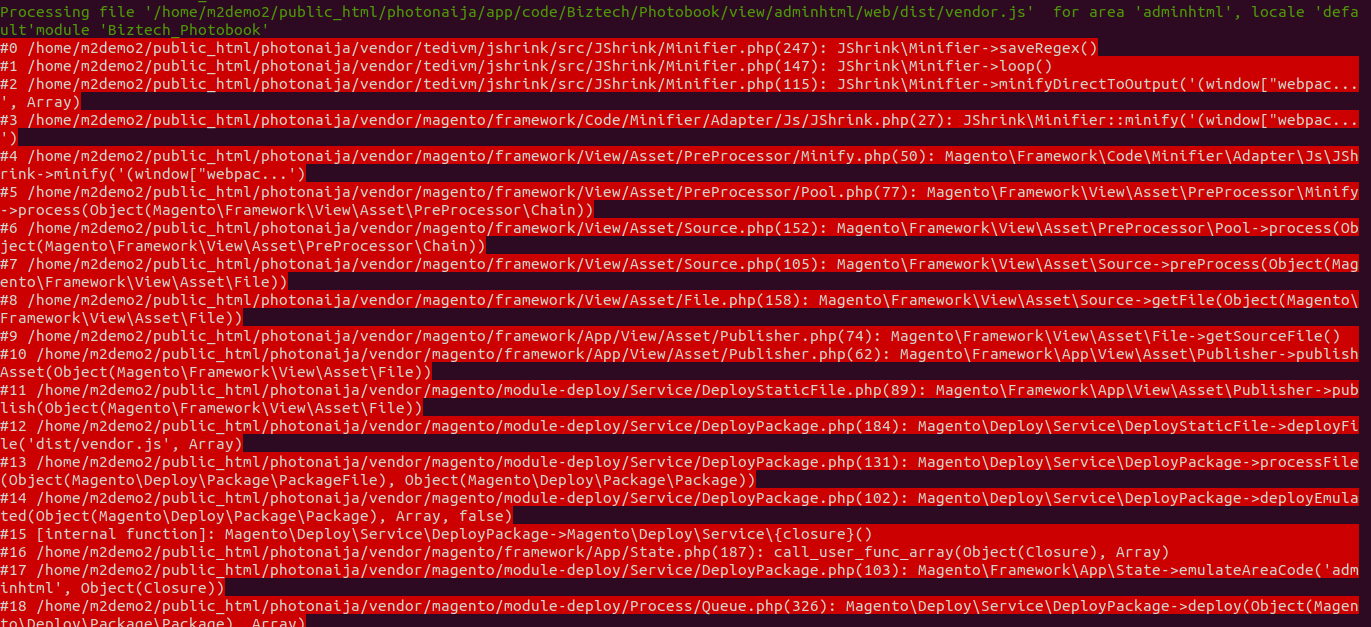 Processing file '/home/m2demo2/public_html/photonaija/app/code/Biztech/Photobook/view/adminhtml/web/dist/vendor.js'  for area 'adminhtml', locale 'defa
ult'module 'Biztech_Photobook'
#0 /home/m2demo2/public_html/photonaija/vendor/tedivm/jshrink/src/JShrink/Minifier.php(247): JShrink\Minifier->saveRegex()
#1 /home/m2demo2/public_html/photonaija/vendor/tedivm/jshrink/src/JShrink/Minifier.php(147): JShrink\Minifier->loop()
#2 /home/m2demo2/public_html/photonaija/vendor/tedivm/jshrink/src/JShrink/Minifier.php(115): JShrink\Minifier->minifyDirectToOutput('(window["webpac...
', Array)
#3 /home/m2demo2/public_html/photonaija/vendor/magento/framework/Code/Minifier/Adapter/Js/JShrink.php(27): JShrink\Minifier::minify('(window["webpac...
')
#4 /home/m2demo2/public_html/photonaija/vendor/magento/framework/View/Asset/PreProcessor/Minify.php(50): Magento\Framework\Code\Minifier\Adapter\Js\JSh
rink->minify('(window["webpac...')
#5 /home/m2demo2/public_html/photonaija/vendor/magento/framework/View/Asset/PreProcessor/Pool.php(77): Magento\Framework\View\Asset\PreProcessor\Minify
->process(Object(Magento\Framework\View\Asset\PreProcessor\Chain))
#6 /home/m2demo2/public_html/photonaija/vendor/magento/framework/View/Asset/Source.php(152): Magento\Framework\View\Asset\PreProcessor\Pool->process(Ob
ject(Magento\Framework\View\Asset\PreProcessor\Chain))
#7 /home/m2demo2/public_html/photonaija/vendor/magento/framework/View/Asset/Source.php(105): Magento\Framework\View\Asset\Source->preProcess(Object(Mag
ento\Framework\View\Asset\File))
#8 /home/m2demo2/public_html/photonaija/vendor/magento/framework/View/Asset/File.php(158): Magento\Framework\View\Asset\Source->getFile(Object(Magento\
Framework\View\Asset\File))
#9 /home/m2demo2/public_html/photonaija/vendor/magento/framework/App/View/Asset/Publisher.php(74): Magento\Framework\View\Asset\File->getSourceFile()
#10 /home/m2demo2/public_html/photonaija/vendor/magento/framework/App/View/Asset/Publisher.php(62): Magento\Framework\App\View\Asset\Publisher->publish
Asset(Object(Magento\Framework\View\Asset\File))
#11 /home/m2demo2/public_html/photonaija/vendor/magento/module-deploy/Service/DeployStaticFile.php(89): Magento\Framework\App\View\Asset\Publisher->pub
lish(Object(Magento\Framework\View\Asset\File))
#12 /home/m2demo2/public_html/photonaija/vendor/magento/module-deploy/Service/DeployPackage.php(184): Magento\Deploy\Service\DeployStaticFile->deployFi
le('dist/vendor.js', Array)
#13 /home/m2demo2/public_html/photonaija/vendor/magento/module-deploy/Service/DeployPackage.php(131): Magento\Deploy\Service\DeployPackage->processFile
(Object(Magento\Deploy\Package\PackageFile), Object(Magento\Deploy\Package\Package))
#14 /home/m2demo2/public_html/photonaija/vendor/magento/module-deploy/Service/DeployPackage.php(102): Magento\Deploy\Service\DeployPackage->deployEmula
ted(Object(Magento\Deploy\Package\Package), Array, false)
#15 [internal function]: Magento\Deploy\Service\DeployPackage->Magento\Deploy\Service\{closure}()
#16 /home/m2demo2/public_html/photonaija/vendor/magento/framework/App/State.php(187): call_user_func_array(Object(Closure), Array)
#17 /home/m2demo2/public_html/photonaija/vendor/magento/module-deploy/Service/DeployPackage.php(103): Magento\Framework\App\State->emulateAreaCode('adm
inhtml', Object(Closure))
#18 /home/m2demo2/public_html/photonaija/vendor/magento/module-deploy/Process/Queue.php(326): Magento\Deploy\Service\DeployPackage->deploy(Object(Magen
to\Deploy\Package\Package), Array)